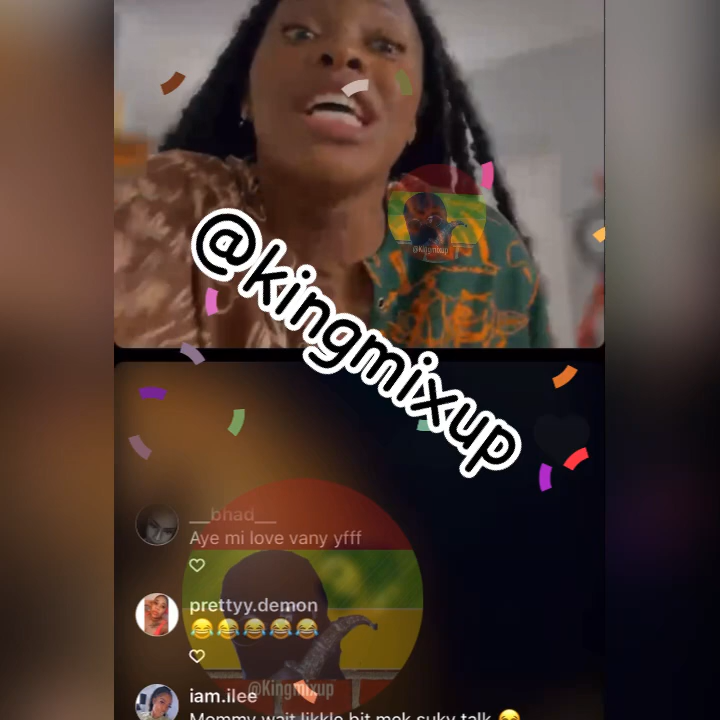 @Kingmixup
@kingmixup
__bhad__
Aye mi love vany yfff
prettyy.demon
😂😂😂😂😂
iam.ilee
@Kingmixup
Mommy wait likkle bit mek suky talk 😂